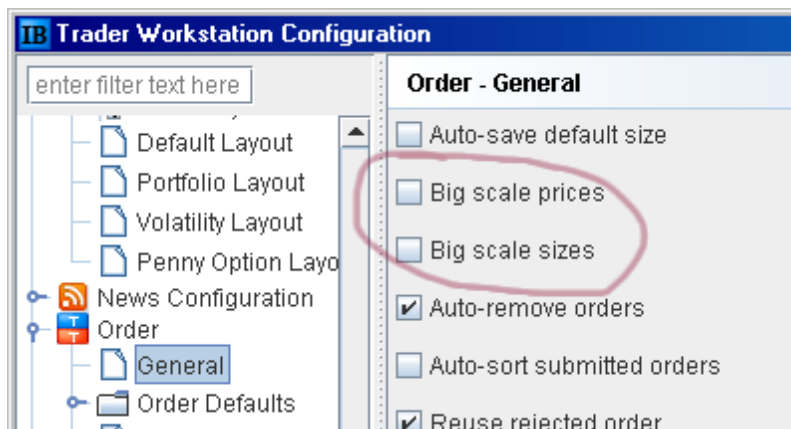 IB Trader Workstation Configuration
enter filter text here
Default Layout
Portfolio Layout
Volatility Layout
Penny Option Layo
News Configuration
Order
General
Order Defaults
Order - General
Auto-save default size
Big scale prices
Big scale sizes
Auto-remove orders
Auto-sort submitted orders
Reuse rejected order